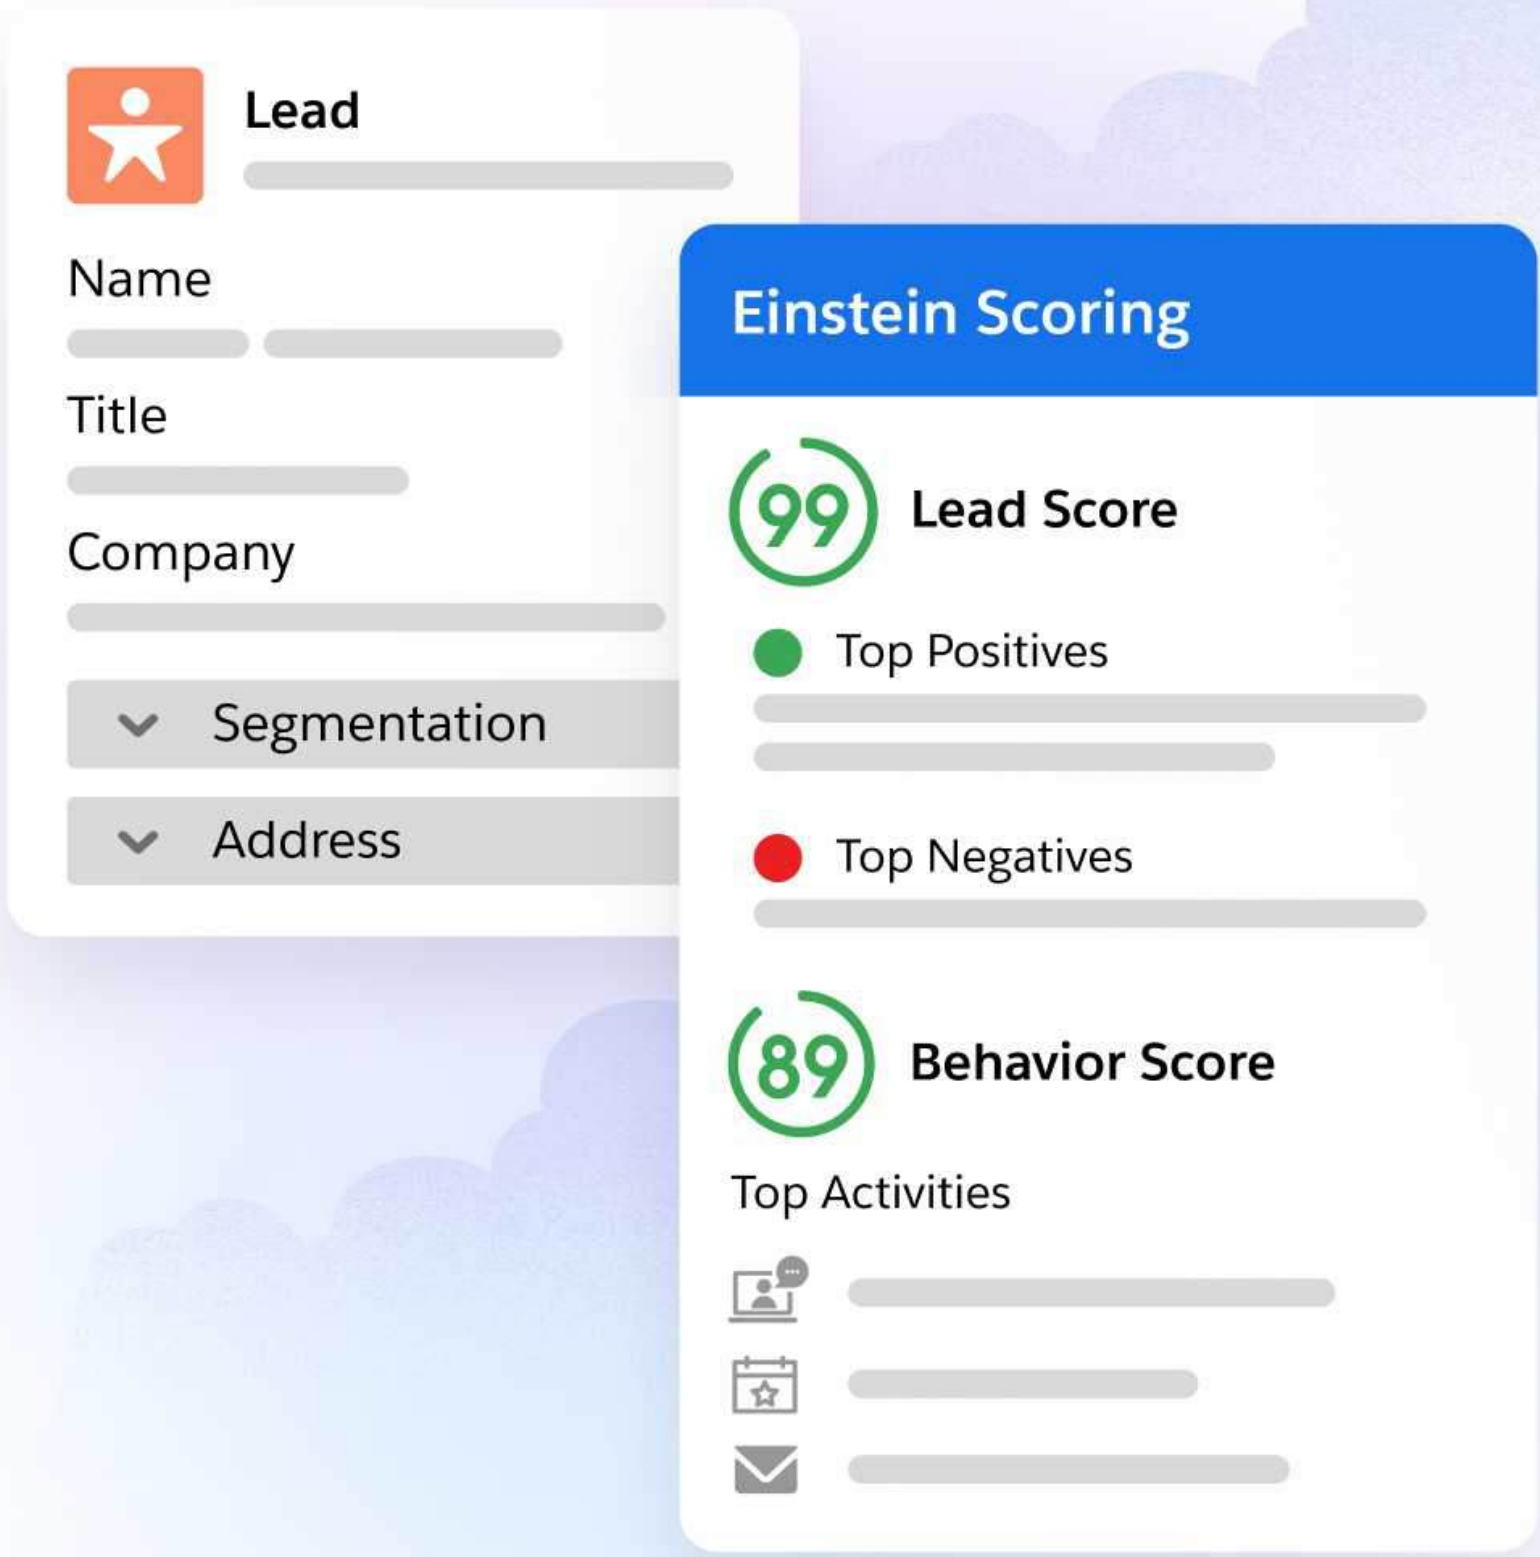 Lead
Name
Title
Company
Segmentation
Address
Einstein Scoring
99 Lead Score
Top Positives
Top Negatives
89 Behavior Score
Top Activities